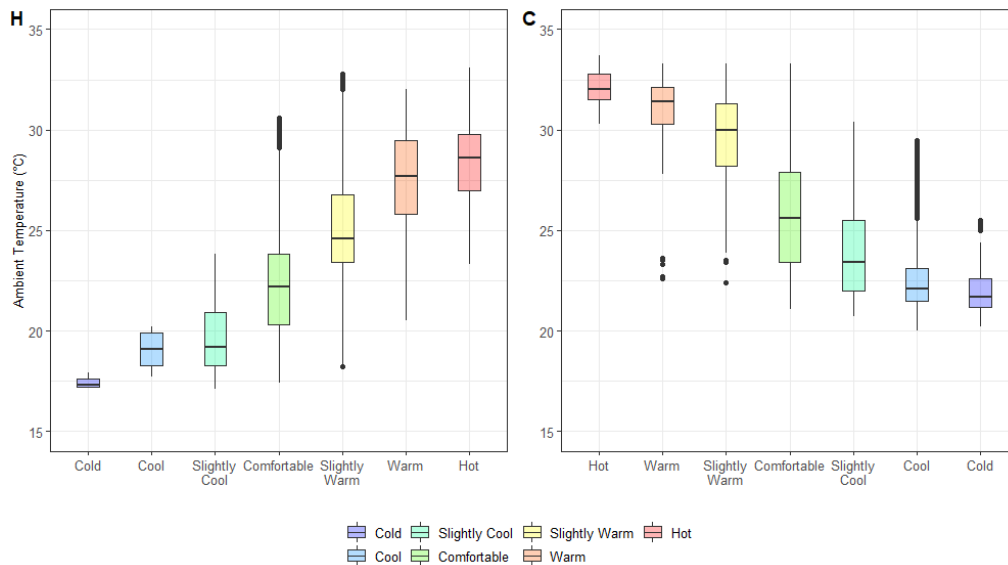 H
C
Ambient Temperature (°C)
35
30
25
20
15
Cold
Cool
Slightly
Cool
Comfortable
Slightly
Warm
Warm
Hot
35
30
25
20
15
Hot
Warm
Slightly
Warm
Comfortable
Slightly
Cool
Cool
Cold
Cold
Slightly Cool
Slightly Warm
Hot
Cool
Comfortable
Warm